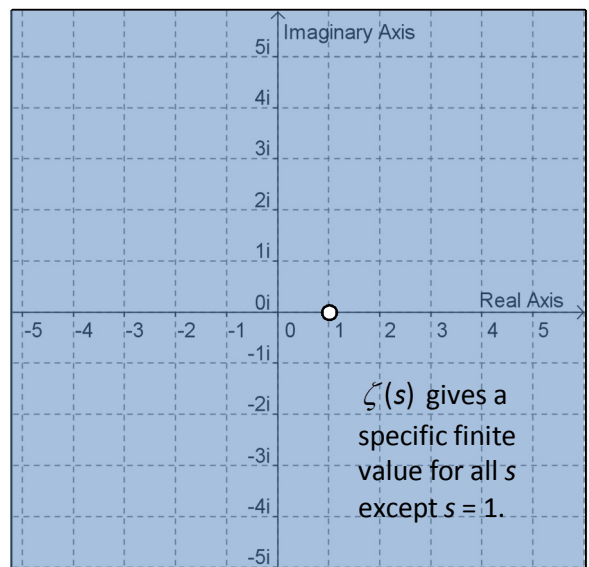 Imaginary Axis
5i
4i
3i
2i
1i
0i
Real Axis
-5 -4 -3 -2 -1 0 1 2 3 4 5
-1i
-2i
-3i
-4i
-5i
ζ(s) gives a
specific finite
value for all s
except s = 1.